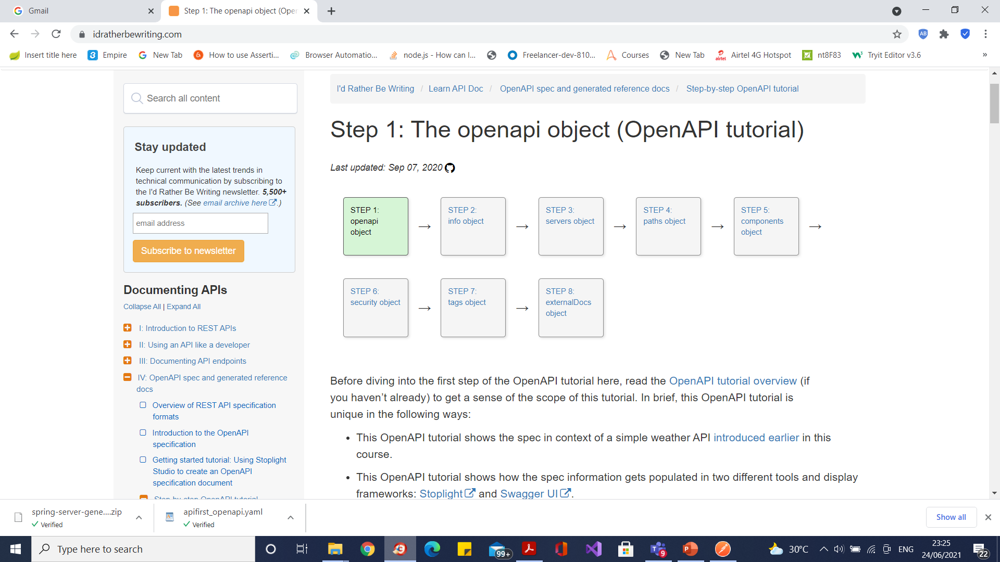 Gmail
Step 1: The openapi object (Oper
idratherbewriting.com
Insert title here
Empire
New Tab
How to use Asserti...
Browser Automatio...
node.js - How can I...
Freelancer-dev-810...
Courses
New Tab
Airtel 4G Hotspot
nt8F83
Tryit Editor v3.6
»
Search all content
Stay updated
Keep current with the latest trends in
technical communication by subscribing to
the I'd Rather Be Writing newsletter. 5,500+
subscribers. (See email archive here .)
email address
Subscribe to newsletter
Documenting APIs
Collapse All | Expand All
I: Introduction to REST APIs
II: Using an API like a developer
III: Documenting API endpoints
IV: OpenAPI spec and generated reference
docs
Overview of REST API specification
formats
Introduction to the OpenAPI
specification
Getting started tutorial: Using Stoplight
Studio to create an OpenAPI
specification document
Step-by-step OpenAPI tutorial
I'd Rather Be Writing / Learn API Doc / OpenAPI spec and generated reference docs / Step-by-step OpenAPI tutorial
Step 1: The openapi object (OpenAPI tutorial)
Last updated: Sep 07, 2020
STEP 1:
openapi
object
→
STEP 2:
info object
→
STEP 3:
servers object
→
STEP 4:
paths object
→
STEP 5:
components
object
→
STEP 6:
security object
→
STEP 7:
tags object
→
STEP 8:
externalDocs
object
Before diving into the first step of the OpenAPI tutorial here, read the OpenAPI tutorial overview (if
you haven’t already) to get a sense of the scope of this tutorial. In brief, this OpenAPI tutorial is
unique in the following ways:
• This OpenAPI tutorial shows the spec in context of a simple weather API introduced earlier in this
course.
• This OpenAPI tutorial shows how the spec information gets populated in two different tools and display
frameworks: Stoplight and Swagger UI .
spring-server-gene....zip
Verified
apifirst_openapi.yaml
Verified
Show all
Type here to search
99+
9
30°C
ENG
23:25
24/06/2021
22